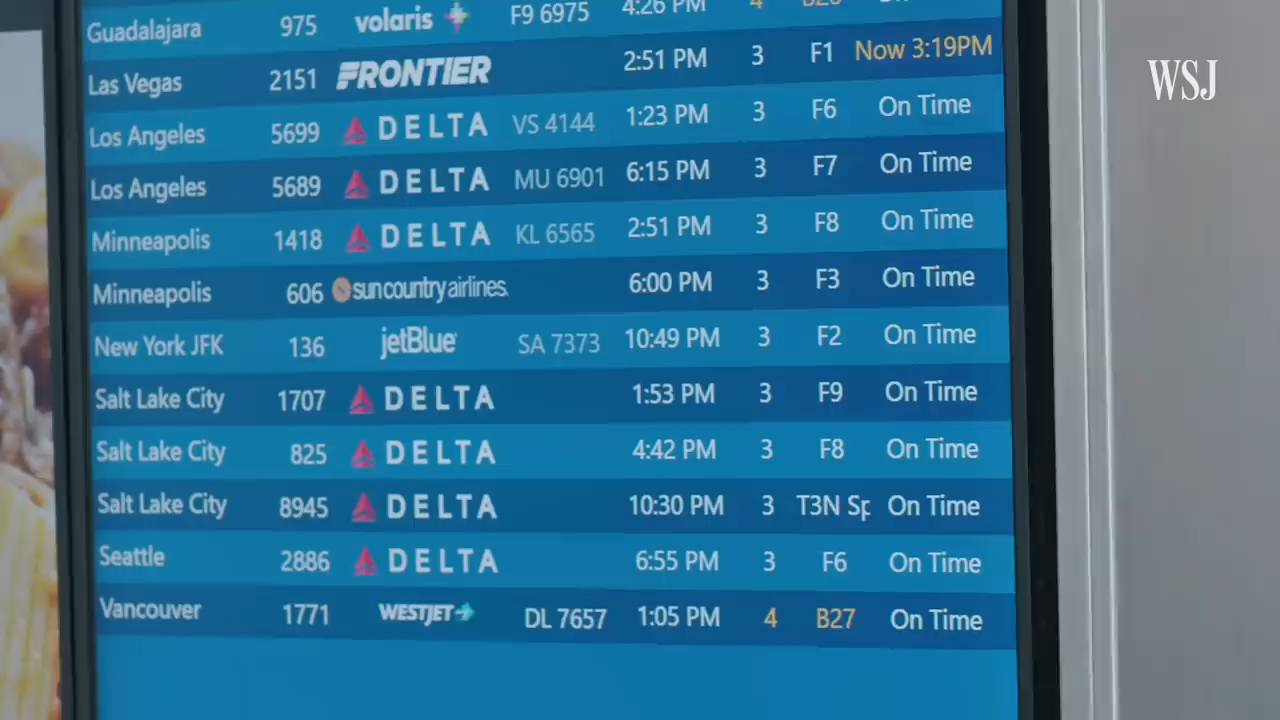 Guadalajara 975 volaris F9 6975 4:26 PM 4
Las Vegas 2151 FRONTIER 2:51 PM 3 F1 Now 3:19PM
WSJ
Los Angeles 5699 DELTA VS 4144 1:23 PM 3 F6 On Time
Los Angeles 5689 DELTA MU 6901 6:15 PM 3 F7 On Time
Minneapolis 1418 DELTA KL 6565 2:51 PM 3 F8 On Time
Minneapolis 606 sun country airlines. 6:00 PM 3 F3 On Time
New York JFK 136 jetBlue SA 7373 10:49 PM 3 F2 On Time
Salt Lake City 1707 DELTA 1:53 PM 3 F9 On Time
Salt Lake City 825 DELTA 4:42 PM 3 F8 On Time
Salt Lake City 8945 DELTA 10:30 PM 3 T3N Sp On Time
Seattle 2886 DELTA 6:55 PM 3 F6 On Time
Vancouver 1771 WESTJET DL 7657 1:05 PM 4 B27 On Time